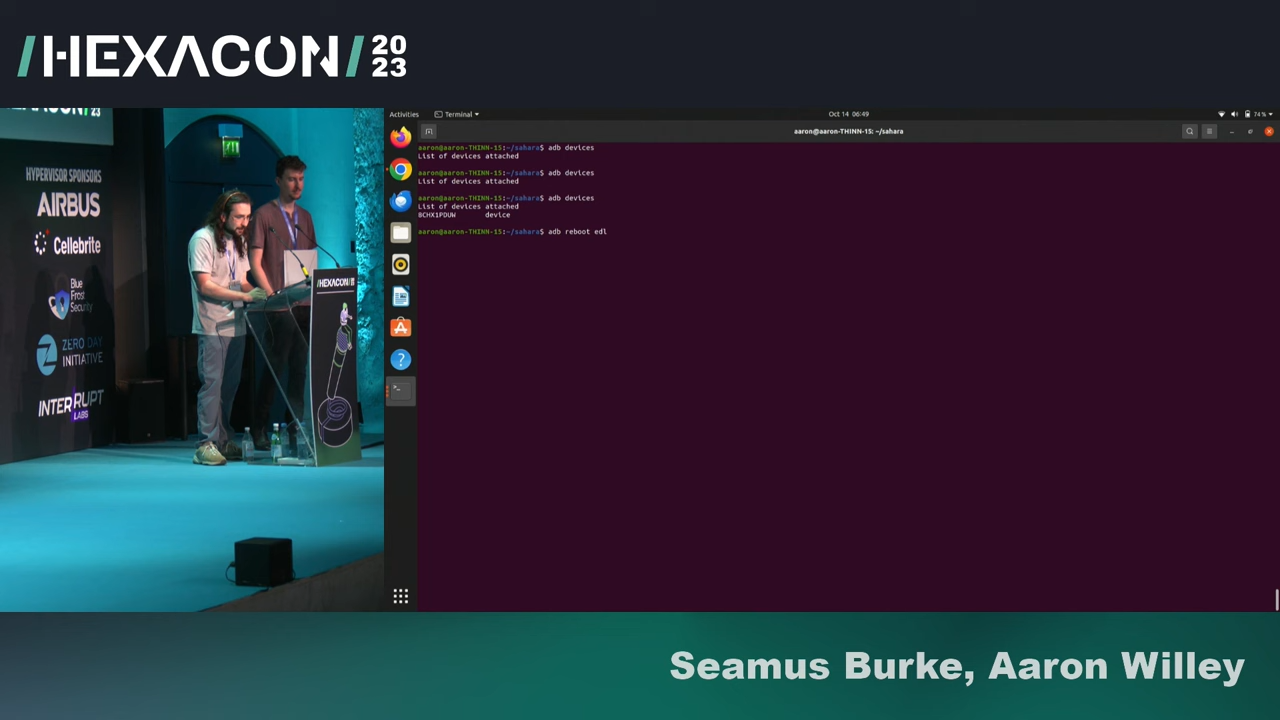 /HEXACON/ 20
23
23
HYPERVISOR SPONSORS
AIRBUS
Cellebrite
Blue
Frost
Security
ZERO DAY
INITIATIVE
INTERRUPT
LABS
/HEXACON/
Activities
Terminal
Oct 14 06:49
74 %
aaron@aaron-THINN-15: ~/sahara
aaron@aaron-THINN-15:~/sahara$ adb devices
List of devices attached
aaron@aaron-THINN-15:~/sahara$ adb devices
List of devices attached
aaron@aaron-THINN-15:~/sahara$ adb devices
List of devices attached
8CHX1PDUW device
aaron@aaron-THINN-15:~/sahara$ adb reboot edl
Seamus Burke, Aaron Willey